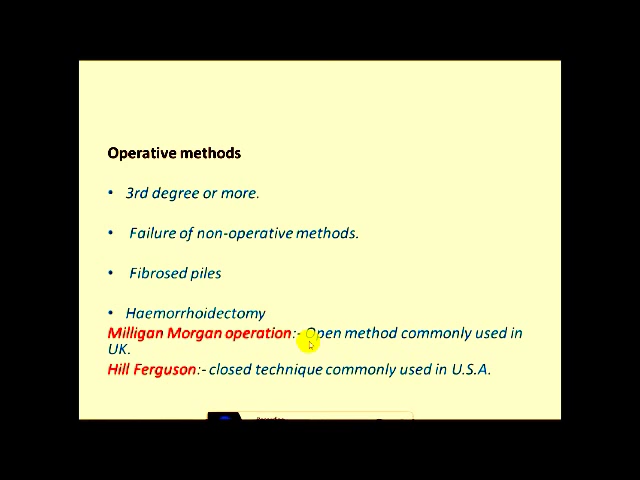 Operative methods
• 3rd degree or more.
• Failure of non-operative methods.
• Fibrosed piles
• Haemorrhoidectomy
Milligan Morgan operation:- Open method commonly used in
UK.
Hill Ferguson:- closed technique commonly used in U.S.A.